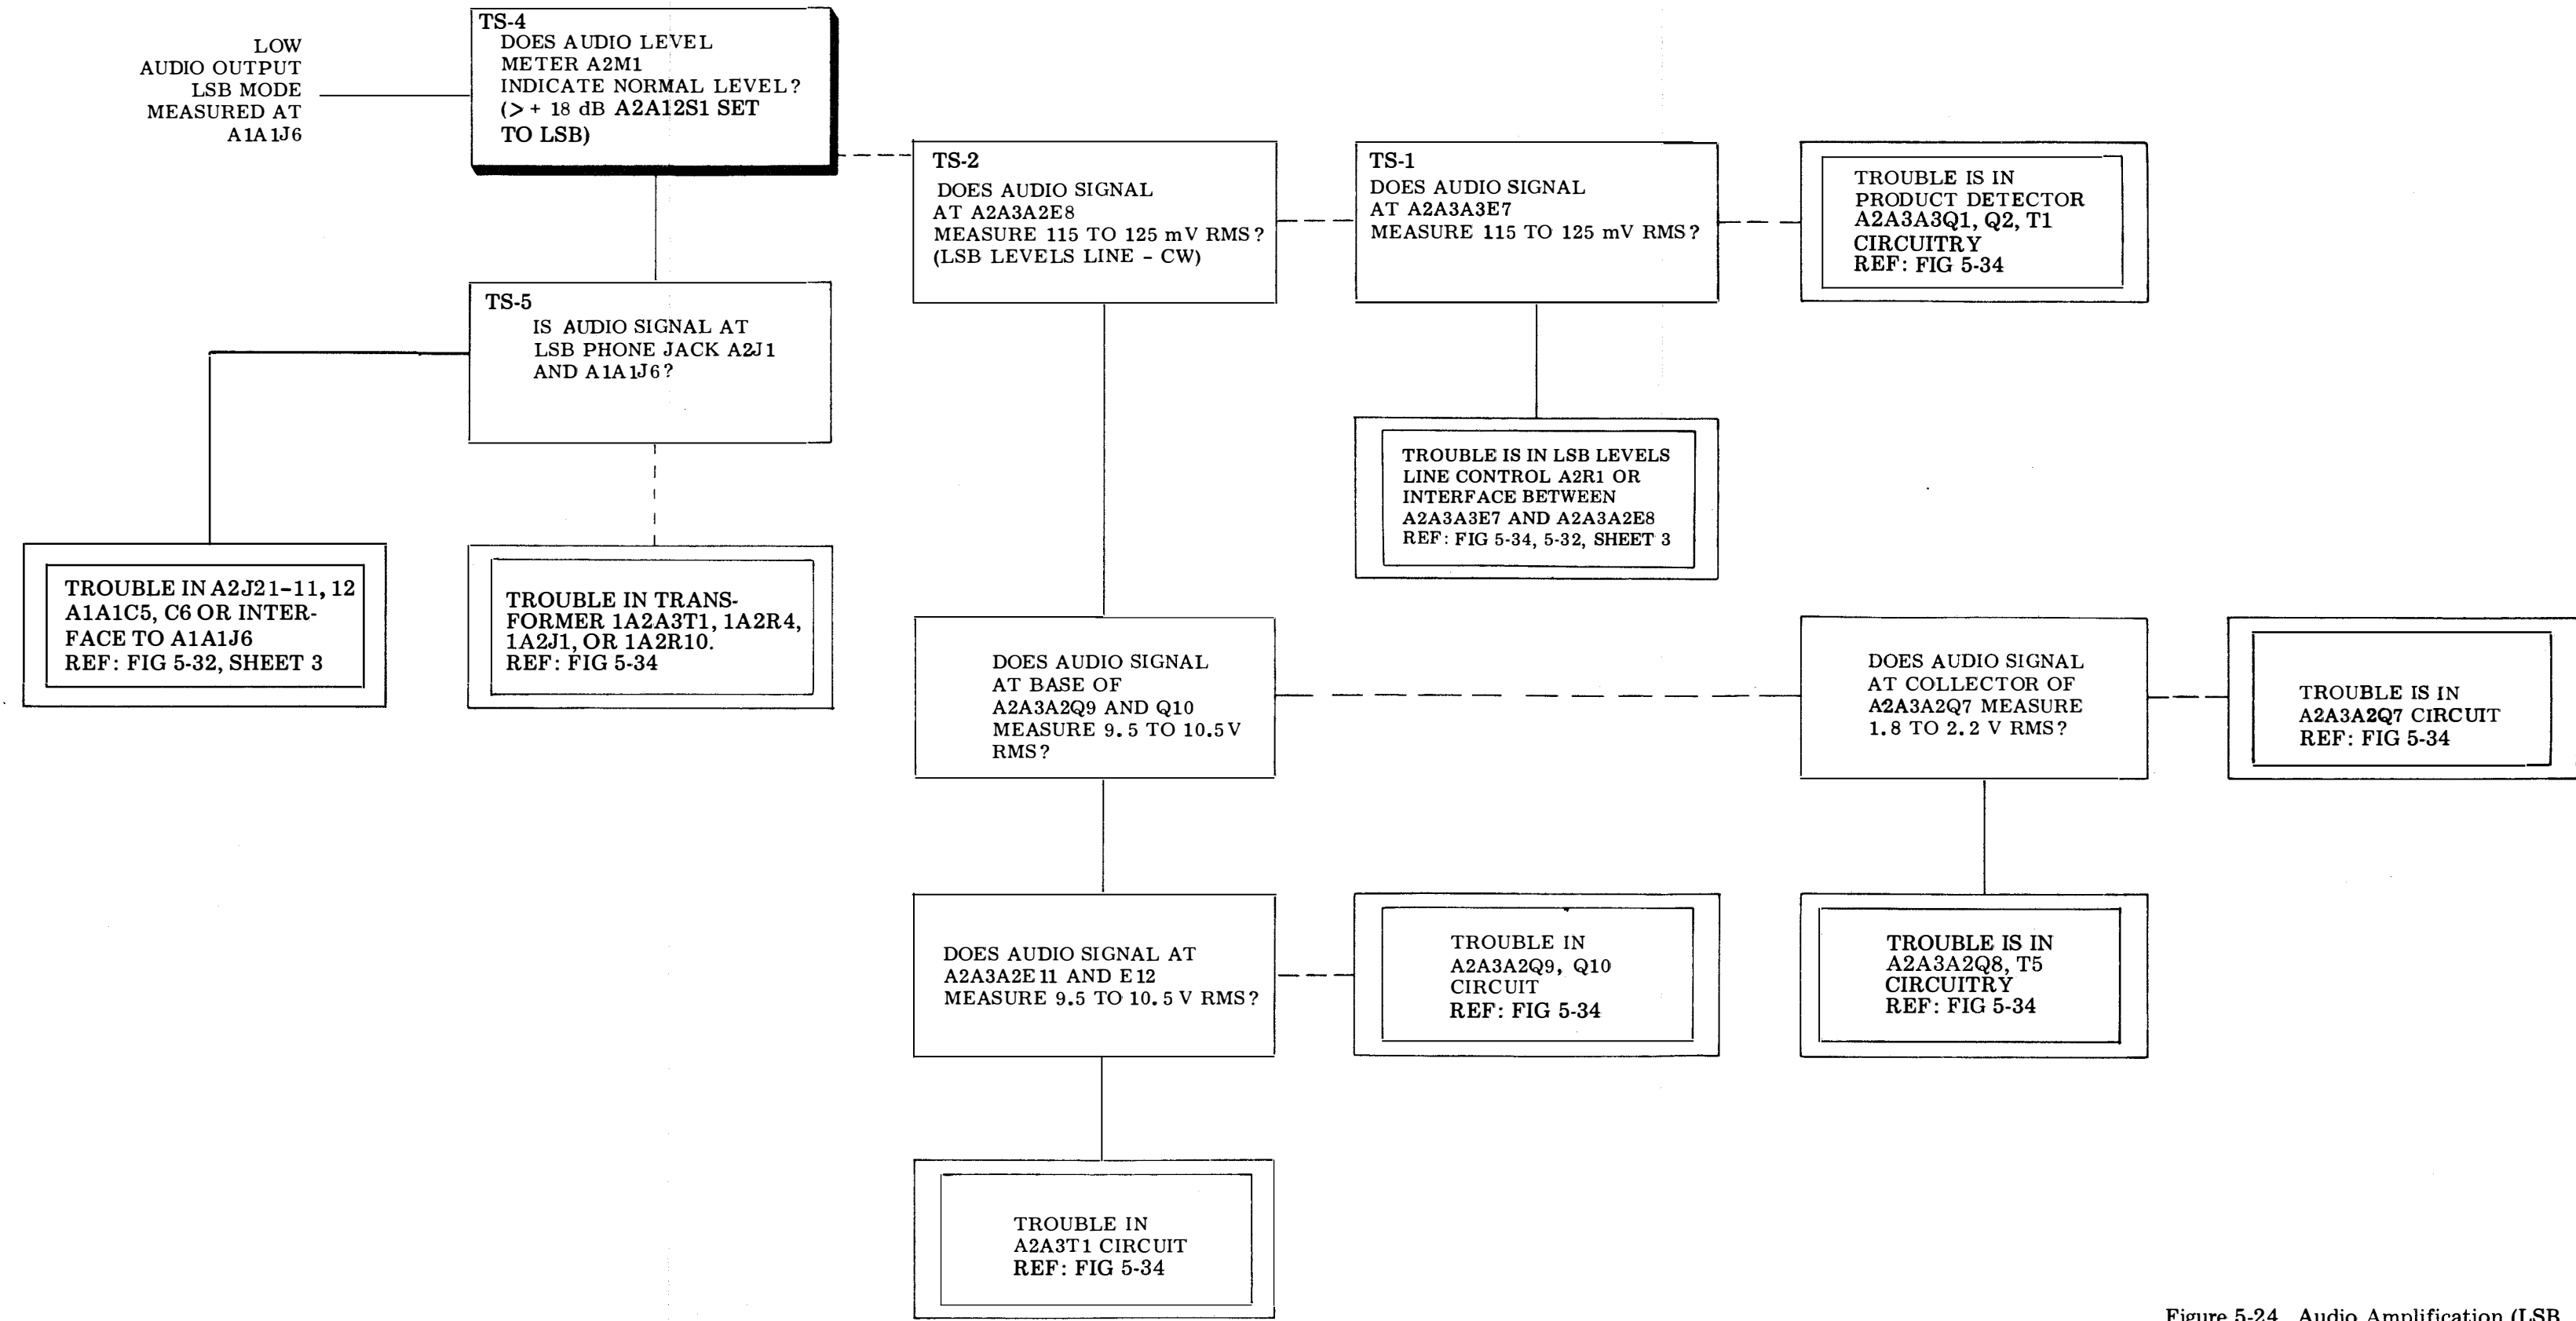 LOW
AUDIO OUTPUT
LSB MODE
MEASURED AT
A1A1J6
TS-4
DOES AUDIO LEVEL
METER A2M1
INDICATE NORMAL LEVEL?
(> + 18 dB A2A12S1 SET
TO LSB)
TS-2
DOES AUDIO SIGNAL
AT A2A3A2E8
MEASURE 115 TO 125 mV RMS?
(LSB LEVELS LINE - CW)
TS-1
DOES AUDIO SIGNAL
AT A2A3A3E7
MEASURE 115 TO 125 mV RMS?
TROUBLE IS IN
PRODUCT DETECTOR
A2A3A3Q1, Q2, T1
CIRCUITRY
REF: FIG 5-34
TS-5
IS AUDIO SIGNAL AT
LSB PHONE JACK A2J1
AND A1A1J6?
TROUBLE IS IN LSB LEVELS
LINE CONTROL A2R1 OR
INTERFACE BETWEEN
A2A3A3E7 AND A2A3A2E8
REF: FIG 5-34, 5-32, SHEET 3
TROUBLE IN A2J21-11, 12
A1A1C5, C6 OR INTER-
FACE TO A1A1J6
REF: FIG 5-32, SHEET 3
TROUBLE IN TRANS-
FORMER 1A2A3T1, 1A2R4,
1A2J1, OR 1A2R10.
REF: FIG 5-34
DOES AUDIO SIGNAL
AT BASE OF
A2A3A2Q9 AND Q10
MEASURE 9.5 TO 10.5V
RMS?
DOES AUDIO SIGNAL
AT COLLECTOR OF
A2A3A2Q7 MEASURE
1.8 TO 2.2 V RMS?
TROUBLE IS IN
A2A3A2Q7 CIRCUIT
REF: FIG 5-34
DOES AUDIO SIGNAL AT
A2A3A2E11 AND E12
MEASURE 9.5 TO 10.5 V RMS?
TROUBLE IN
A2A3A2Q9, Q10
CIRCUIT
REF: FIG 5-34
TROUBLE IS IN
A2A3A2Q8, T5
CIRCUITRY
REF: FIG 5-34
TROUBLE IN
A2A3T1 CIRCUIT
REF: FIG 5-34
Figure 5-24. Audio Amplification (LSB